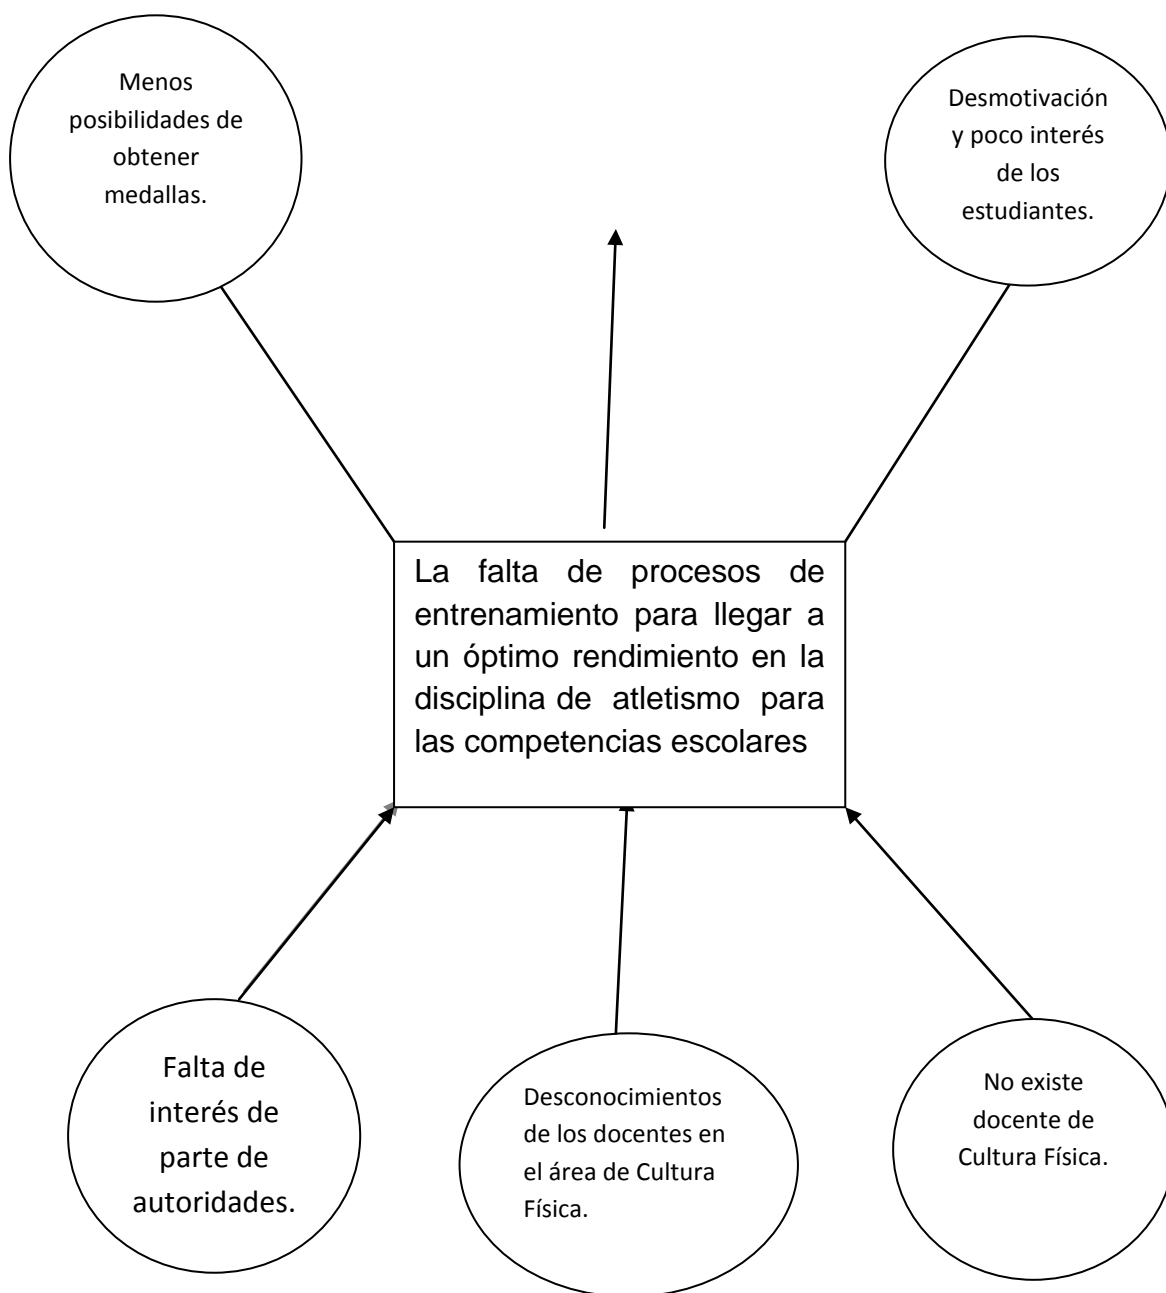 Menos
posibilidades de
obtener
medallas.
Desmotivación
y poco interés
de los
estudiantes.
La falta de procesos de
entrenamiento para llegar a
un óptimo rendimiento en la
disciplina de atletismo para
las competencias escolares
Falta de
interés de
parte de
autoridades.
Desconocimientos
de los docentes en
el área de Cultura
Física.
No existe
docente de
Cultura Física.